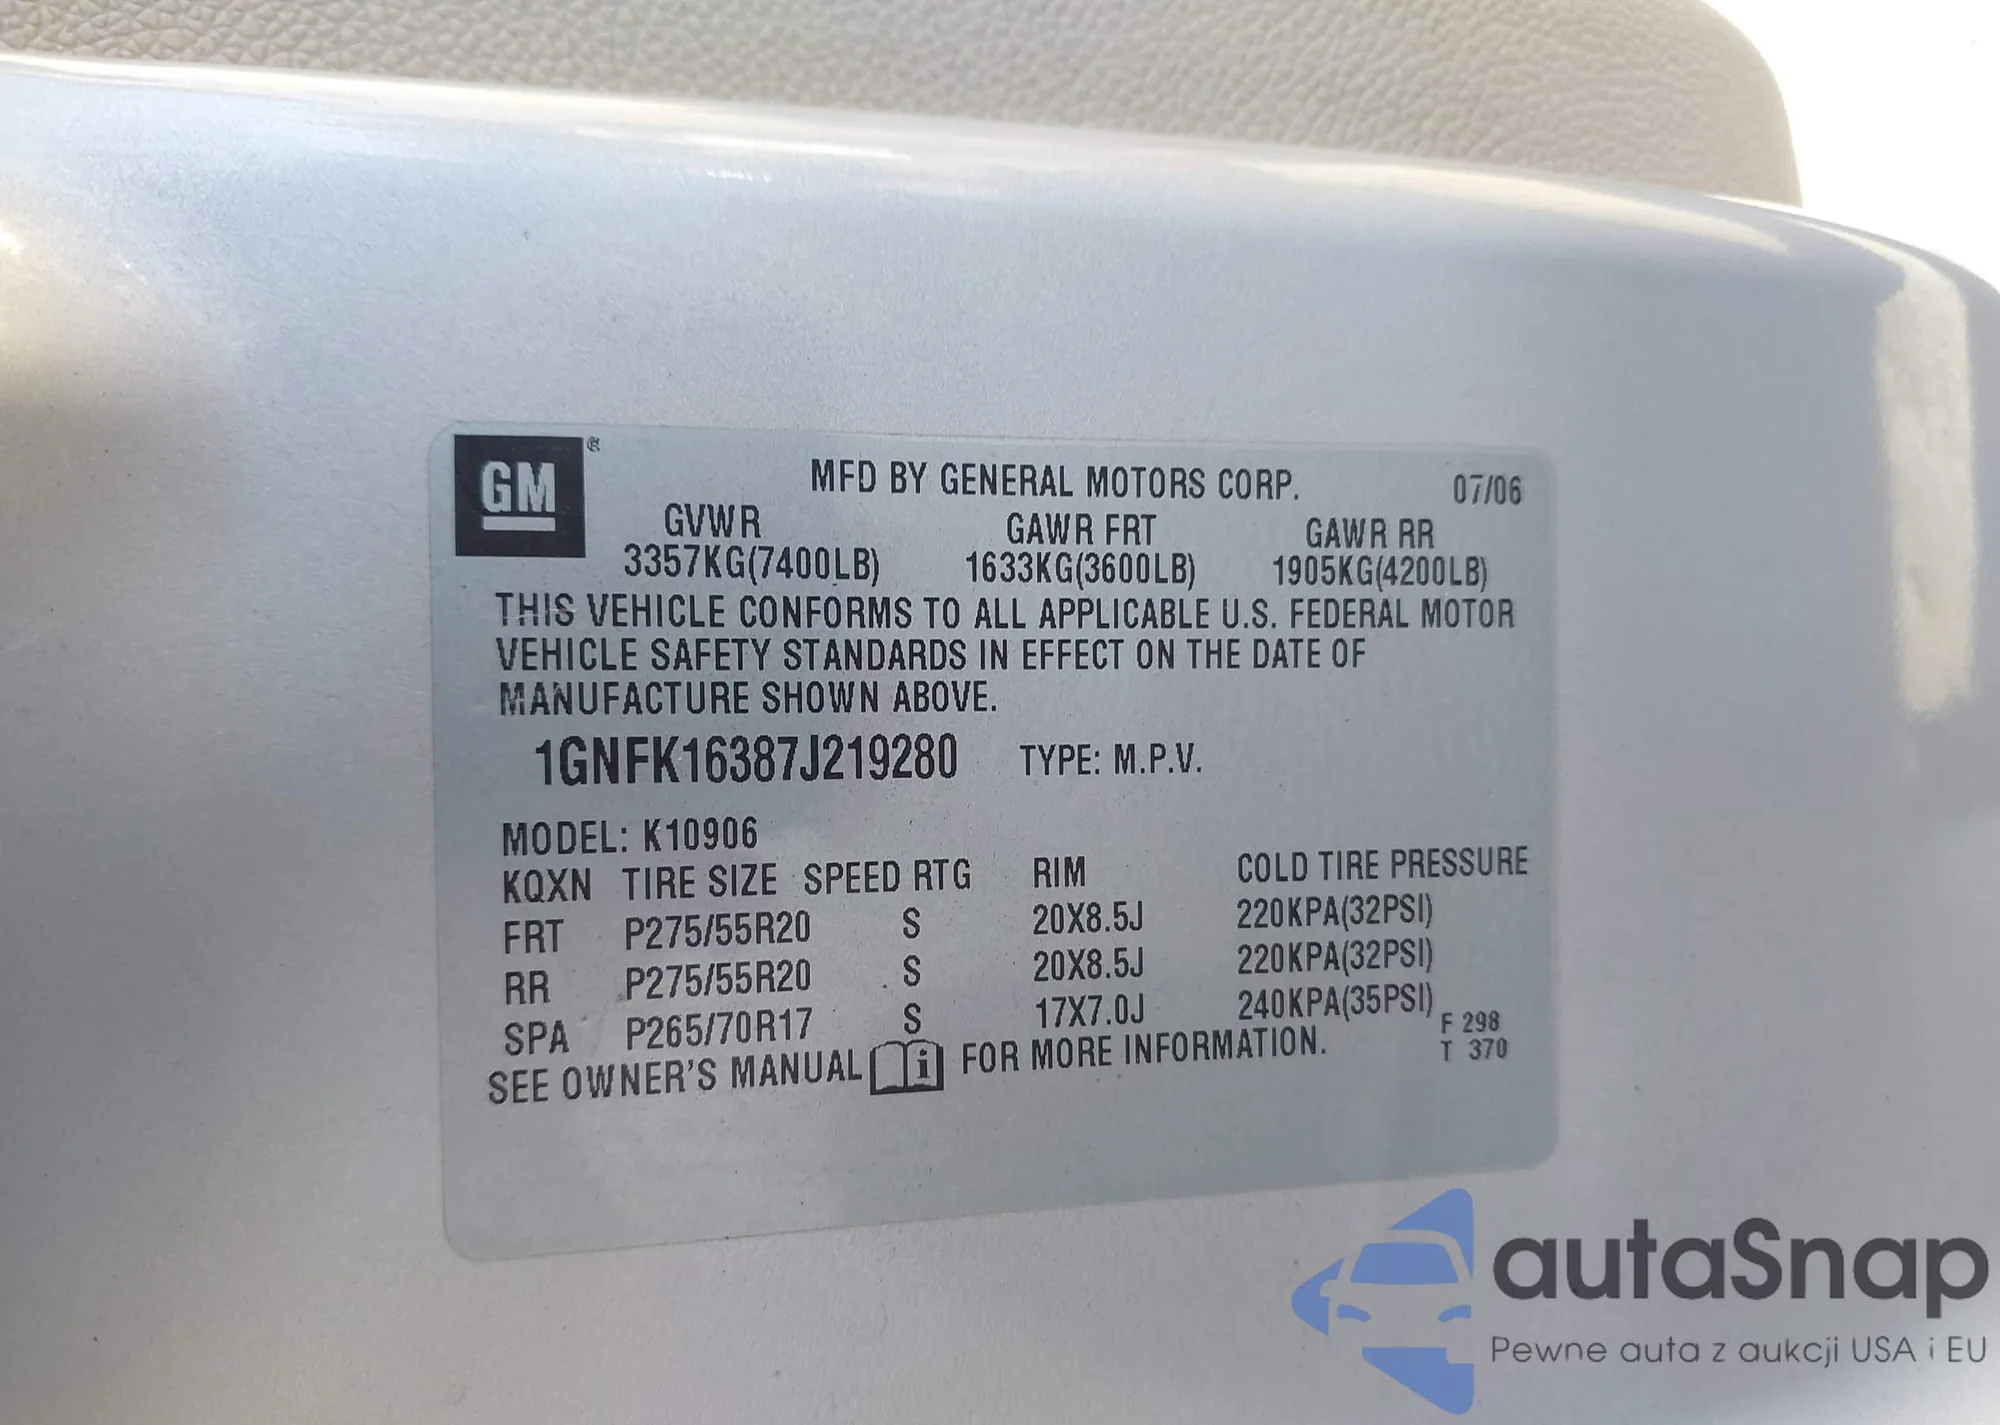 GM ®
MFD BY GENERAL MOTORS CORP. 07/06
GVWR GAWR FRT GAWR RR
3357KG(7400LB) 1633KG(3600LB) 1905KG(4200LB)
THIS VEHICLE CONFORMS TO ALL APPLICABLE U.S. FEDERAL MOTOR
VEHICLE SAFETY STANDARDS IN EFFECT ON THE DATE OF
MANUFACTURE SHOWN ABOVE.
1GNFK16387J219280 TYPE: M.P.V.
MODEL: K10906
KQXN TIRE SIZE SPEED RTG RIM COLD TIRE PRESSURE
FRT P275/55R20 S 20X8.5J 220KPA(32PSI)
RR P275/55R20 S 20X8.5J 220KPA(32PSI)
SPA P265/70R17 S 17X7.0J 240KPA(35PSI)
SEE OWNER'S MANUAL i FOR MORE INFORMATION.
F 298
T 370
autaSnap
Pewne auta z aukcji USA i EU